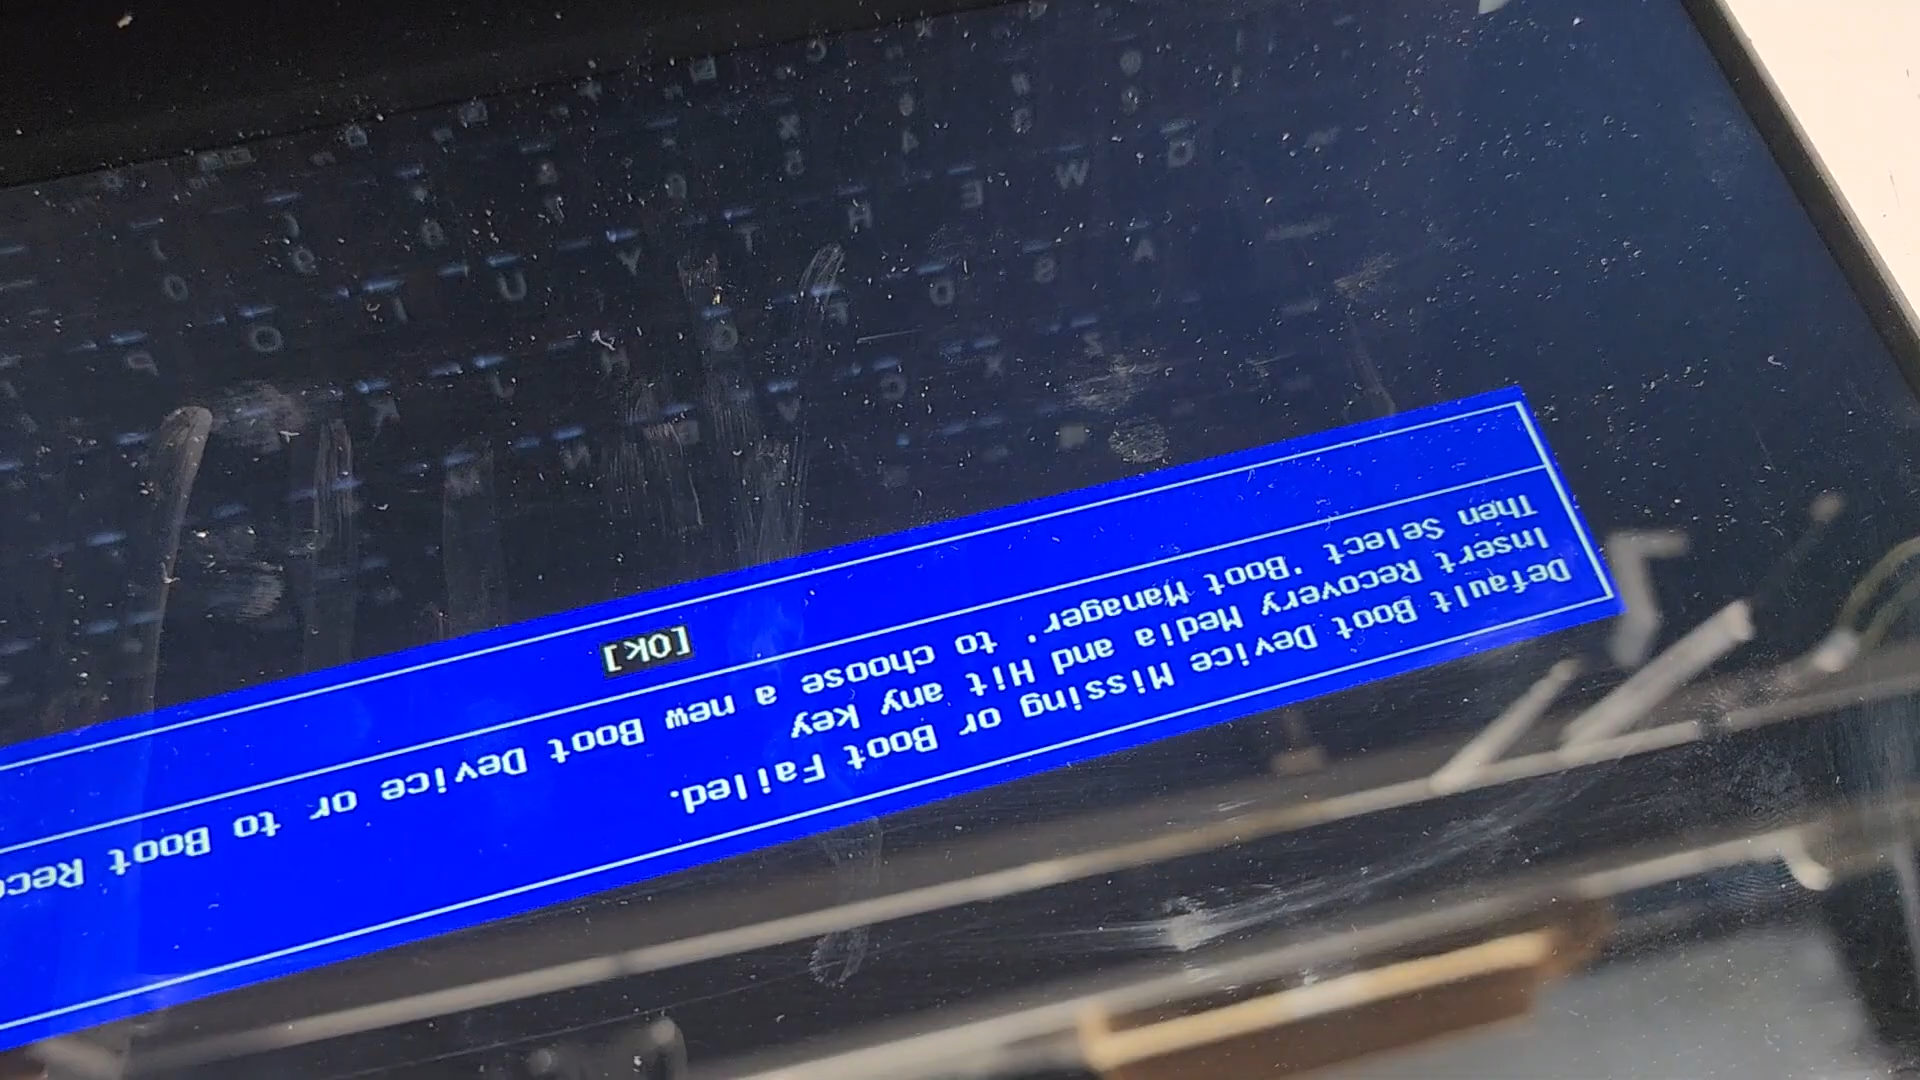 Default Boot Device Missing or Boot Failed.
Insert Recovery Media and Hit any key
Then Select 'Boot Manager' to choose a new Boot Device or to Boot Reco
[Ok]